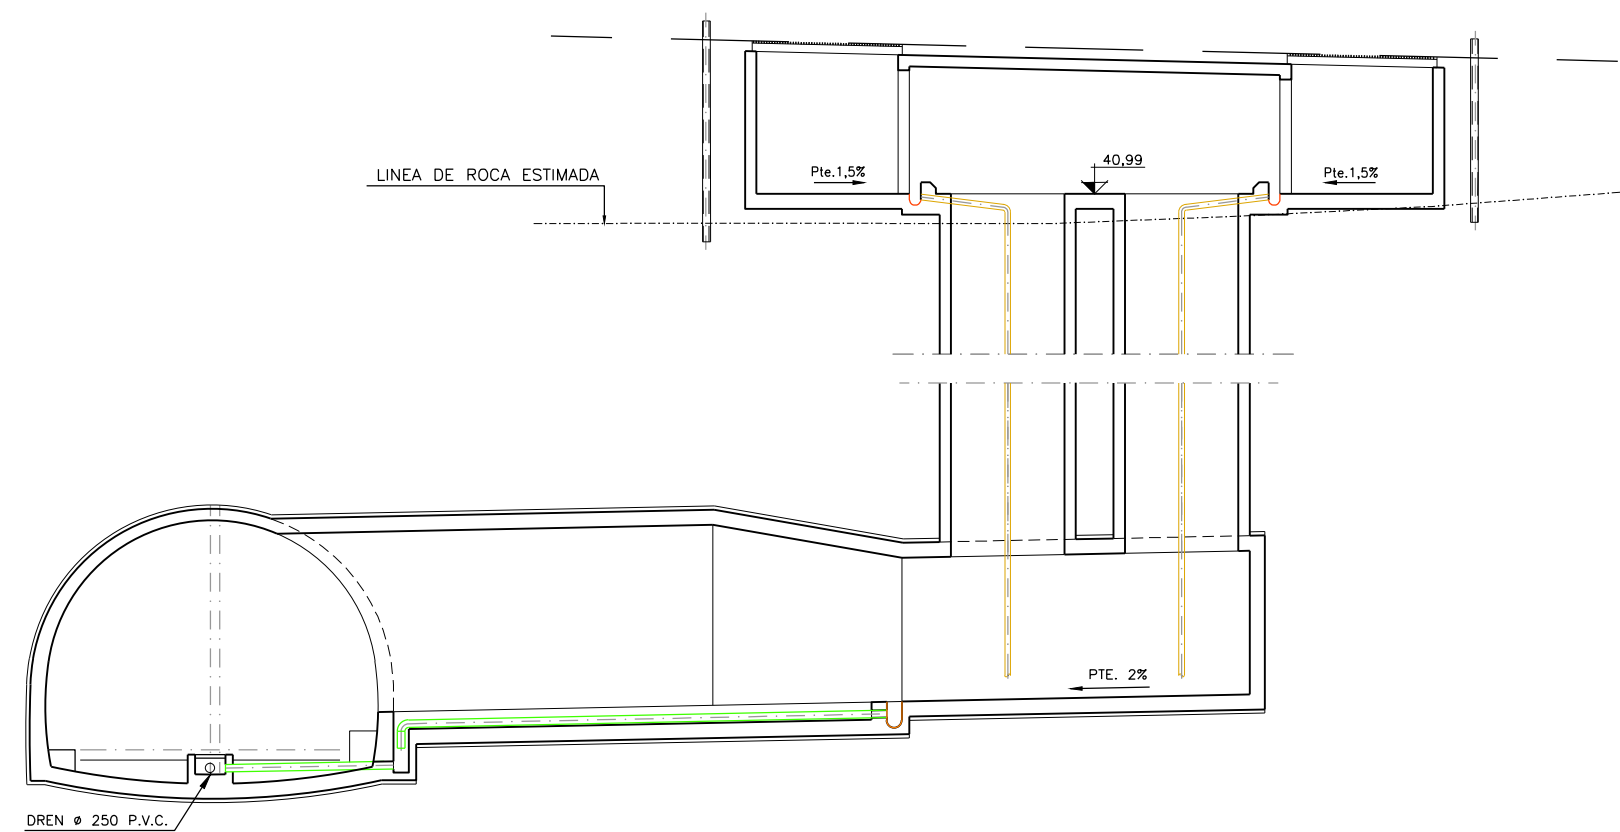 40,99
LINEA DE ROCA ESTIMADA
Pte.1,5%
Pte.1,5%
PTE. 2%
DREN ø 250 P.V.C.